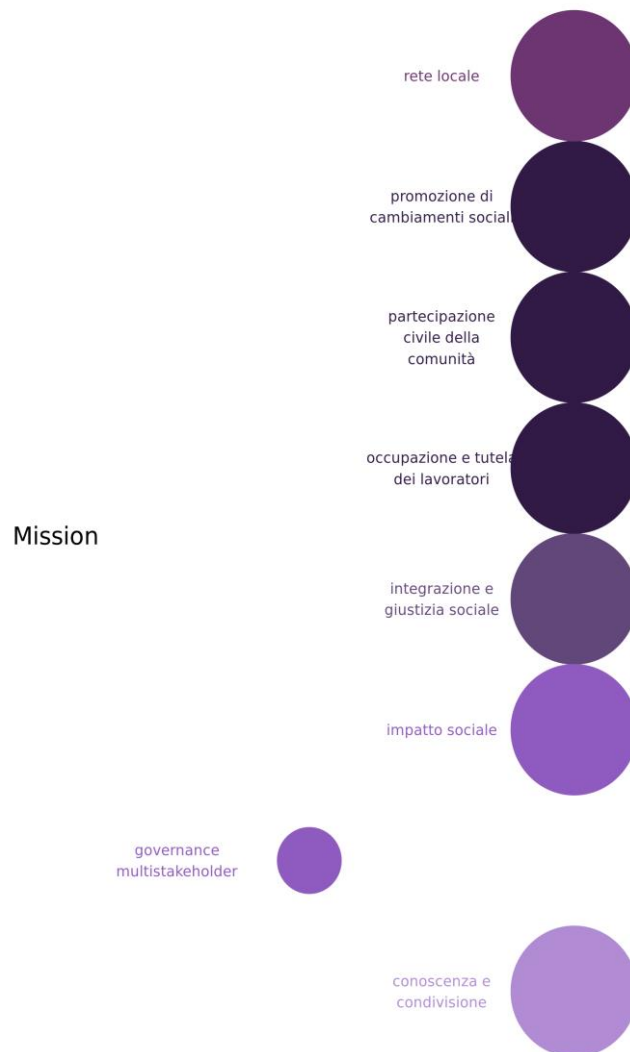 rete locale
promozione di
cambiamenti sociali
partecipazione
civile della
comunità
occupazione e tutela
dei lavoratori
Mission
integrazione e
giustizia sociale
impatto sociale
governance
multistakeholder
conoscenza e
condivisione